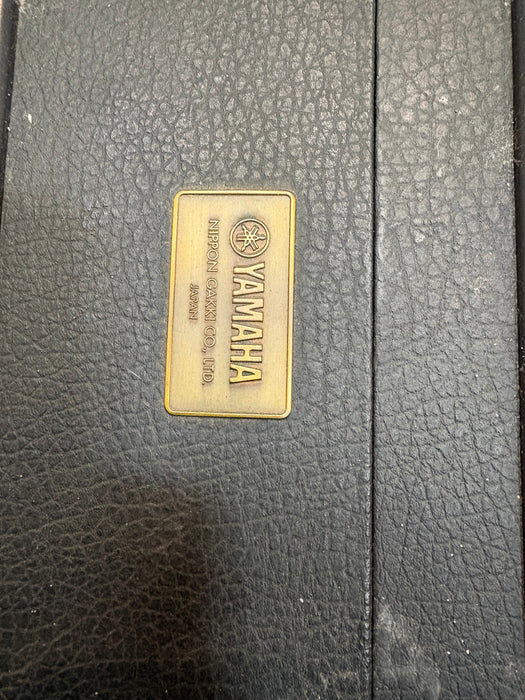 YAMAHA
NIPPON GAKKI CO., LTD.
JAPAN